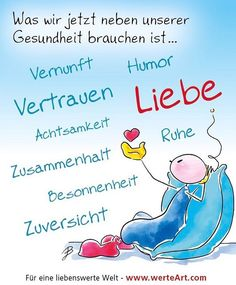 Was wir jetzt neben unserer
Gesundheit brauchen ist...
Vernunft
Humor
Vertrauen
Liebe
Achtsamkeit
Ruhe
Zusammenhalt
Besonnenheit
Zuversicht
Für eine liebenswerte Welt - www.werteArt.com